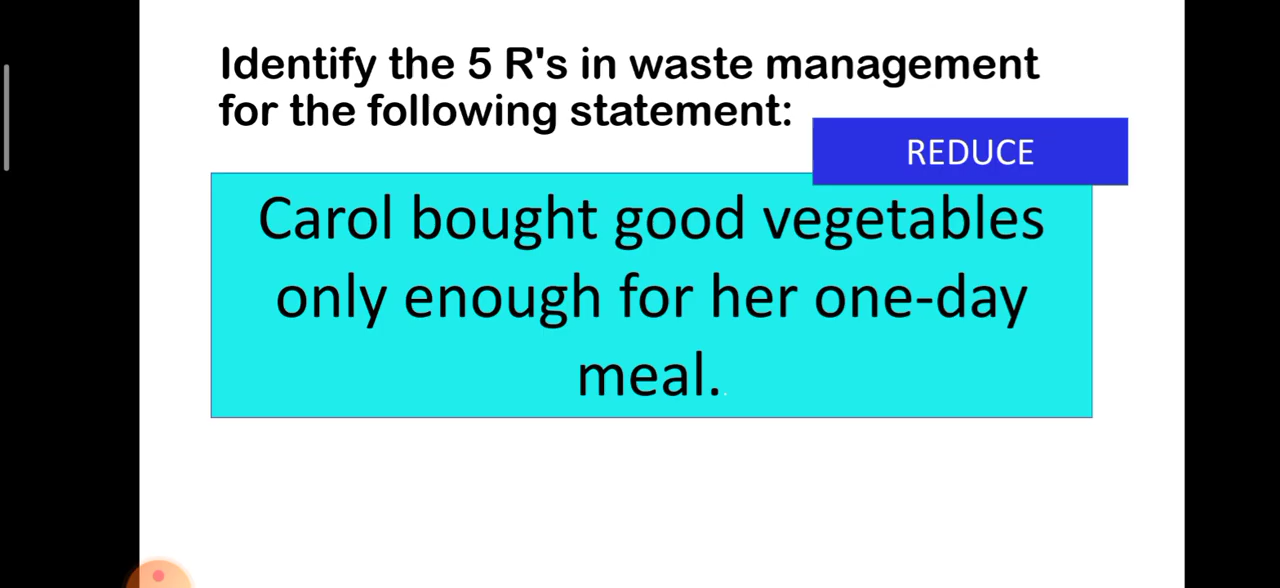 Identify the 5 R's in waste management
for the following statement:
REDUCE
Carol bought good vegetables
only enough for her one-day
meal.